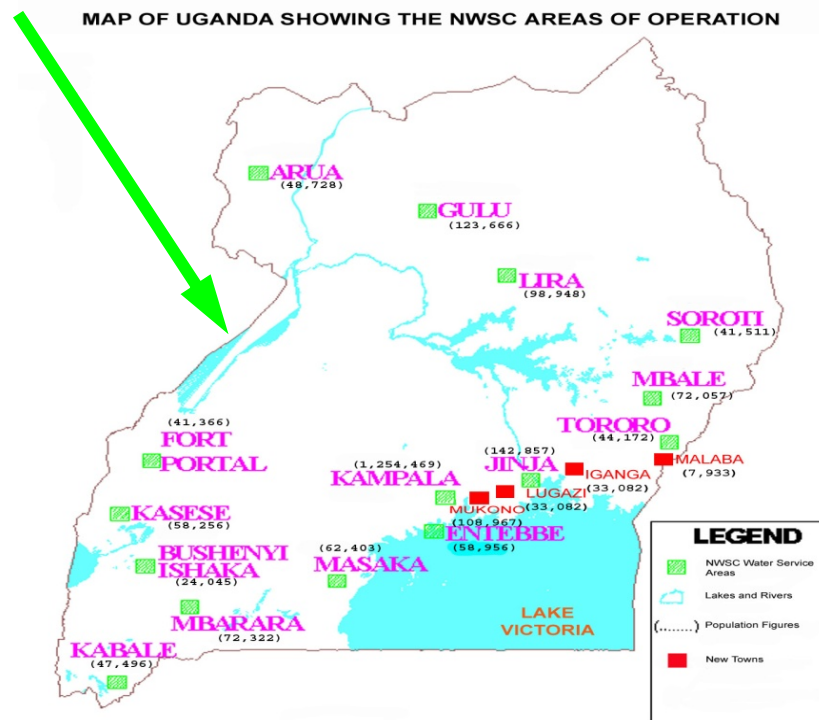 MAP OF UGANDA SHOWING THE NWSC AREAS OF OPERATION
ARUA
(48,728)
GULU
(123,666)
LIRA
(98,948)
SOROTI
(41,511)
MBALE
(72,057)
TORORO
(44,172)
MALABA
(7,933)
(41,366)
FORT
PORTAL
(142,857)
JINJA
IGANGA
(33,082)
(1,254,469)
KAMPALA
LUGAZI
(33,082)
MUKONO
(108,967)
KASESE
(58,256)
ENTEBBE
(58,956)
BUSHENYI
ISHAKA
(24,045)
(62,403)
MASAKA
MBARARA
(72,322)
LAKE
VICTORIA
KABALE
(47,496)
LEGEND
NWSC Water Service
Areas
Lakes and Rivers
(.......) Population Figures
New Towns